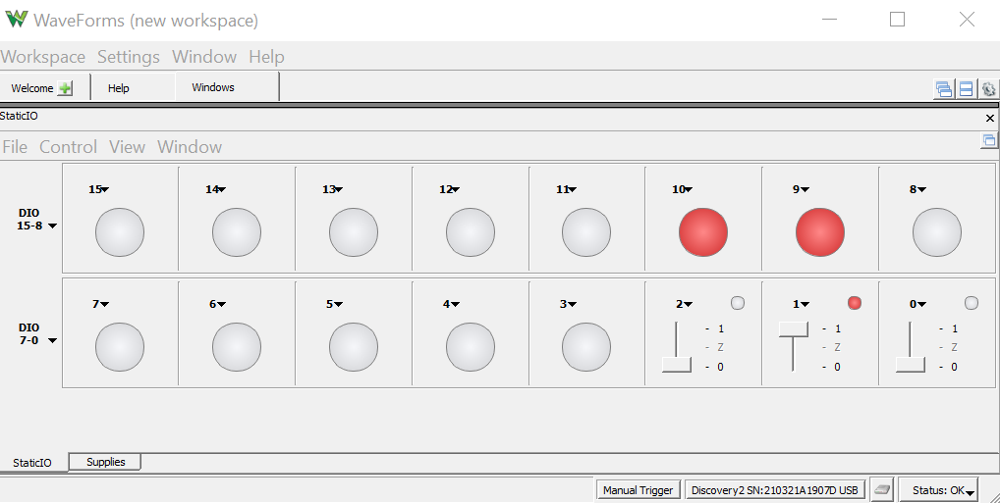 WaveForms (new workspace)
Workspace Settings Window Help
Welcome Help Windows
StaticIO
File Control View Window
DIO 15-8
15 14 13 12 11 10 9 8
DIO 7-0
7 6 5 4 3 2 1 0
- 1 - 1 - 1
- Z - Z - Z
- 0 - 0 - 0
StaticIO Supplies
Manual Trigger Discovery2 SN:210321A1907D USB Status: OK